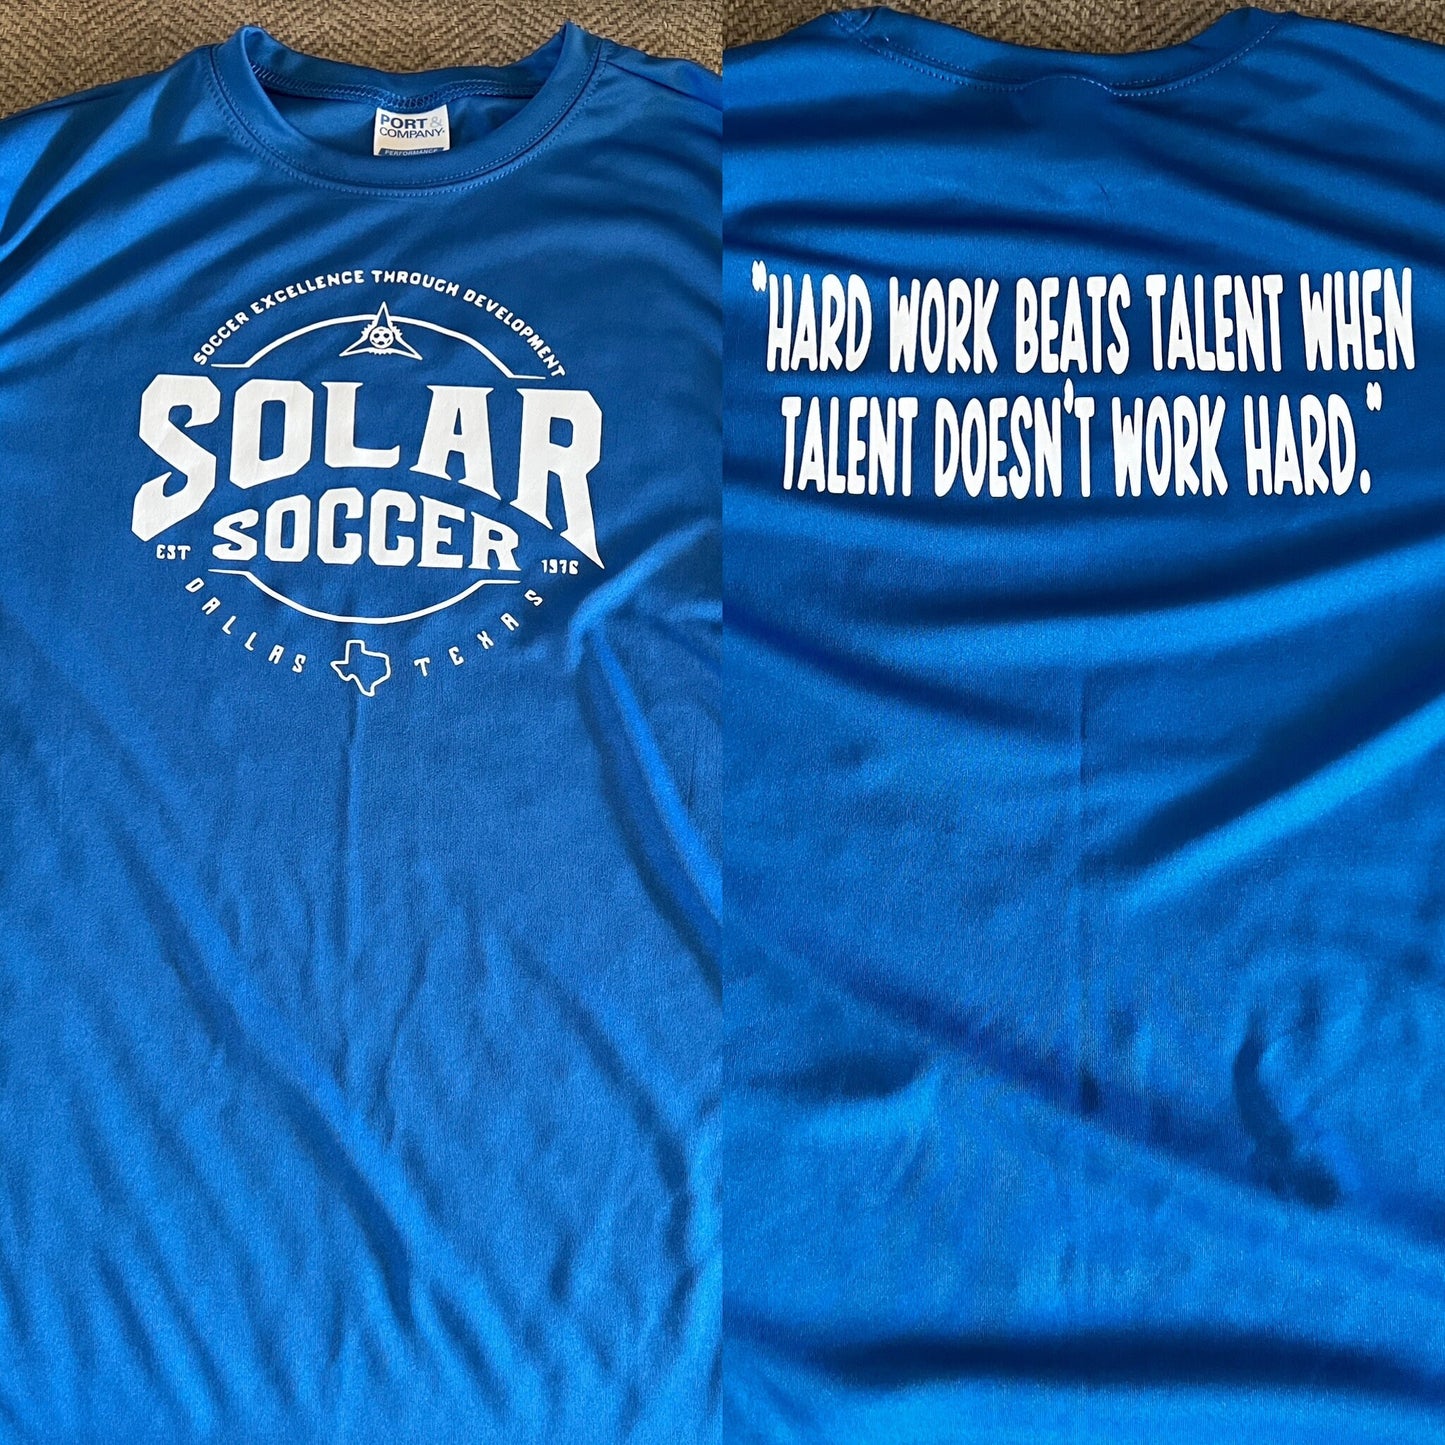 PORT &
COMPANY
PERFORMANCE
SOCCER EXCELLENCE THROUGH DEVELOPMENT
SOLAR
SOCCER
EST 1976
DALLAS TEXAS
"HARD WORK BEATS TALENT WHEN
TALENT DOESN'T WORK HARD."